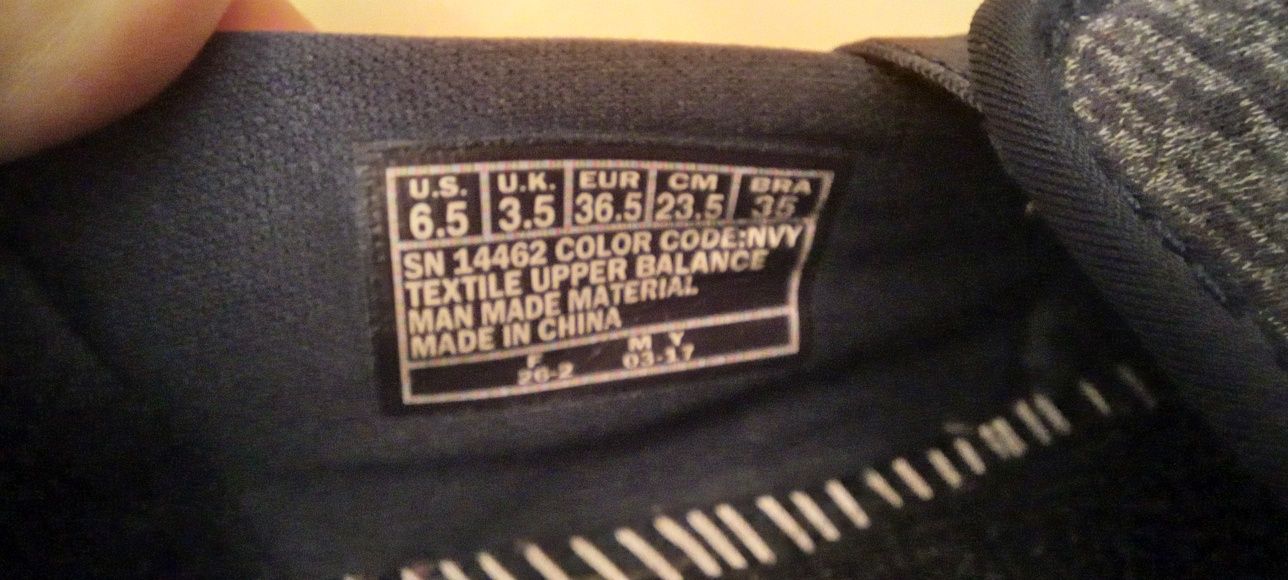 U.S. U.K. EUR CM BRA
6.5 3.5 36.5 23.5 35
SN 14462 COLOR CODE:NVY
TEXTILE UPPER BALANCE
MAN MADE MATERIAL
MADE IN CHINA
F M Y
26-2 03-17